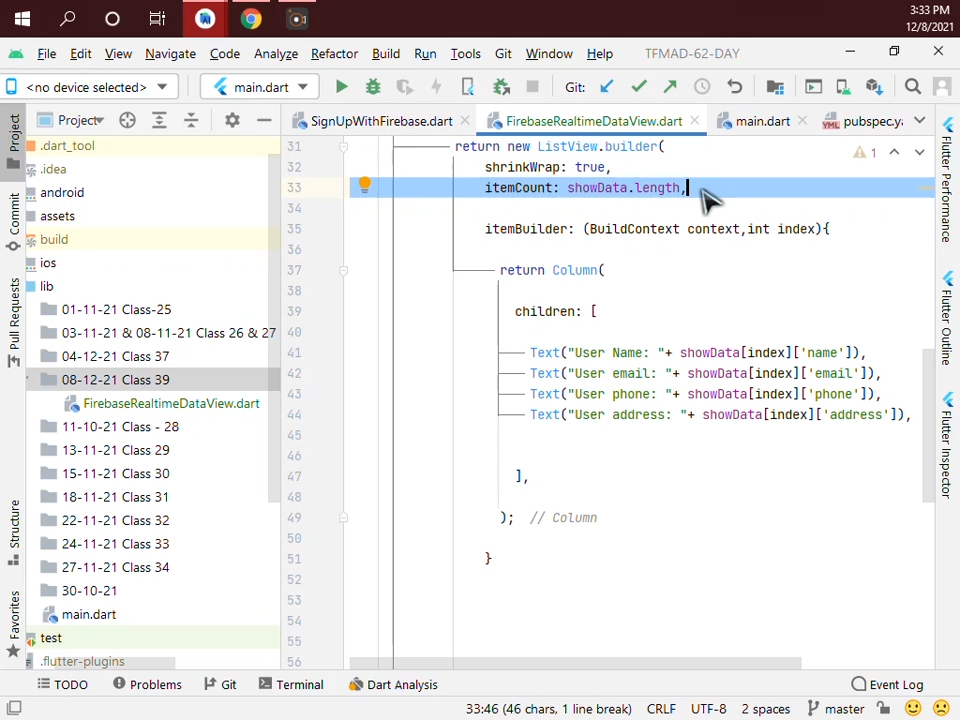 3:33 PM
12/8/2021
File Edit View Navigate Code Analyze Refactor Build Run Tools Git Window Help TFMAD-62-DAY
<no device selected> main.dart Git:
Project SignUpWithFirebase.dart FirebaseRealtimeDataView.dart main.dart pubspec.ya
Project
Commit
Pull Requests
Structure
Favorites
.dart_tool
.idea
android
assets
build
ios
lib
01-11-21 Class-25
03-11-21 & 08-11-21 Class 26 & 27
04-12-21 Class 37
08-12-21 Class 39
FirebaseRealtimeDataView.dart
11-10-21 Class - 28
13-11-21 Class 29
15-11-21 Class 30
18-11-21 Class 31
22-11-21 Class 32
24-11-21 Class 33
27-11-21 Class 34
30-10-21
main.dart
test
.flutter-plugins
31 return new ListView.builder(
32 shrinkWrap: true,
33 itemCount: showData.length,
34
35 itemBuilder: (BuildContext context,int index){
36
37 return Column(
38
39 children: [
40
41 Text("User Name: "+ showData[index]['name']),
42 Text("User email: "+ showData[index]['email']),
43 Text("User phone: "+ showData[index]['phone']),
44 Text("User address: "+ showData[index]['address']),
45
46
47 ],
48
49 ); // Column
50
51 }
52
53
54
55
56
1
Flutter Performance
Flutter Outline
Flutter Inspector
TODO Problems Git Terminal Dart Analysis Event Log
33:46 (46 chars, 1 line break) CRLF UTF-8 2 spaces master